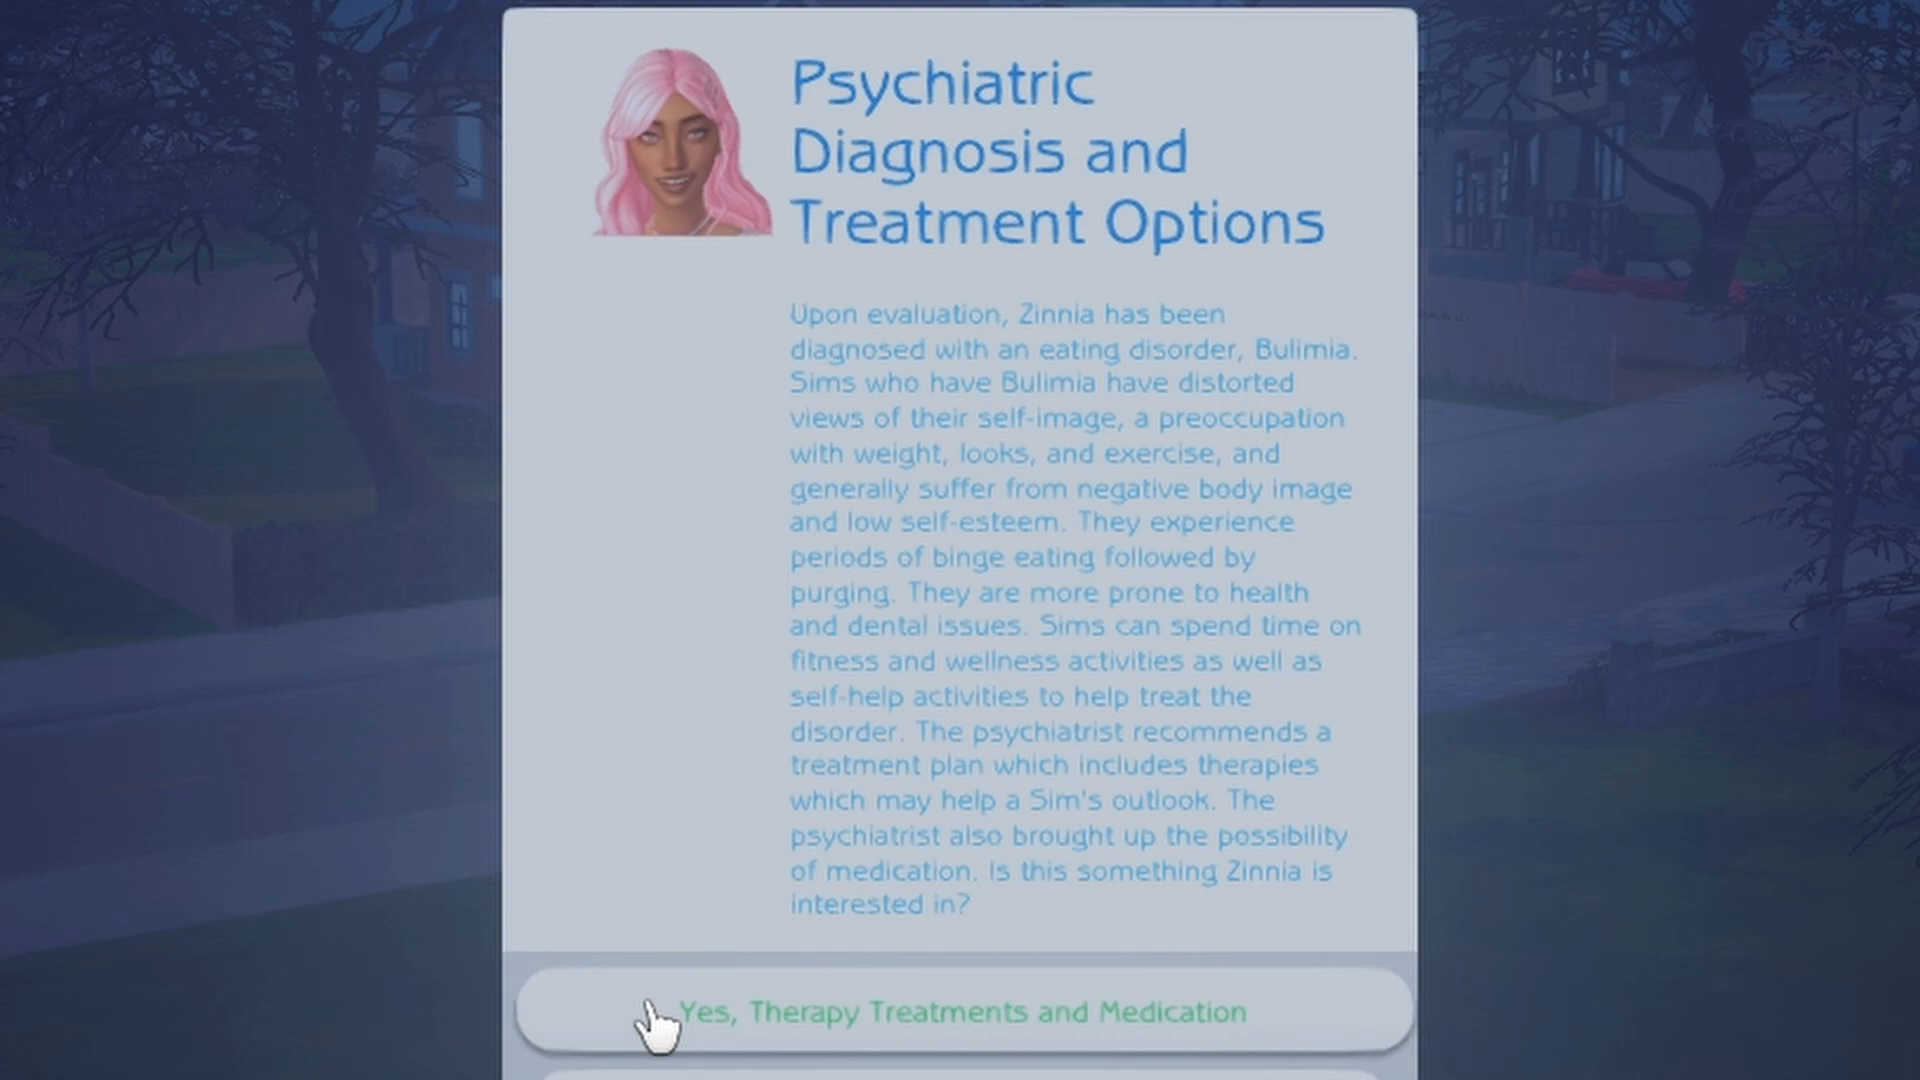 Psychiatric
Diagnosis and
Treatment Options
Upon evaluation, Zinnia has been
diagnosed with an eating disorder, Bulimia.
Sims who have Bulimia have distorted
views of their self-image, a preoccupation
with weight, looks, and exercise, and
generally suffer from negative body image
and low self-esteem. They experience
periods of binge eating followed by
purging. They are more prone to health
and dental issues. Sims can spend time on
fitness and wellness activities as well as
self-help activities to help treat the
disorder. The psychiatrist recommends a
treatment plan which includes therapies
which may help a Sim's outlook. The
psychiatrist also brought up the possibility
of medication. Is this something Zinnia is
interested in?
Yes, Therapy Treatments and Medication